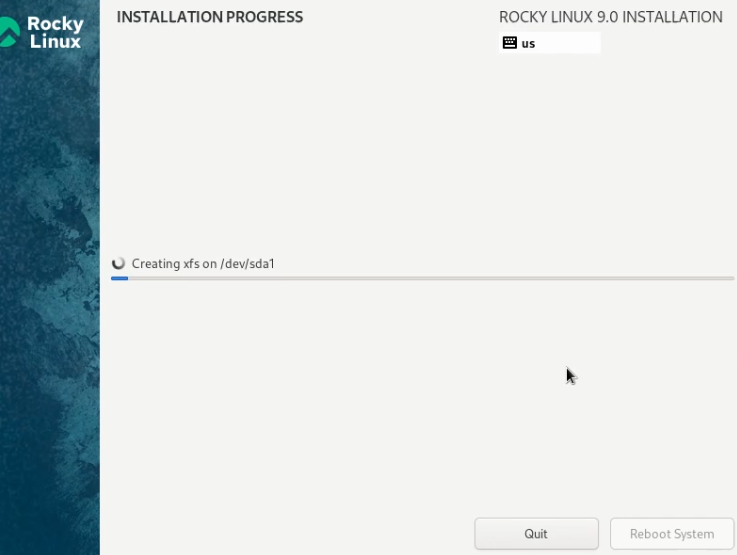 Rocky
Linux
INSTALLATION PROGRESS
ROCKY LINUX 9.0 INSTALLATION
us
Creating xfs on /dev/sda1
Quit
Reboot System